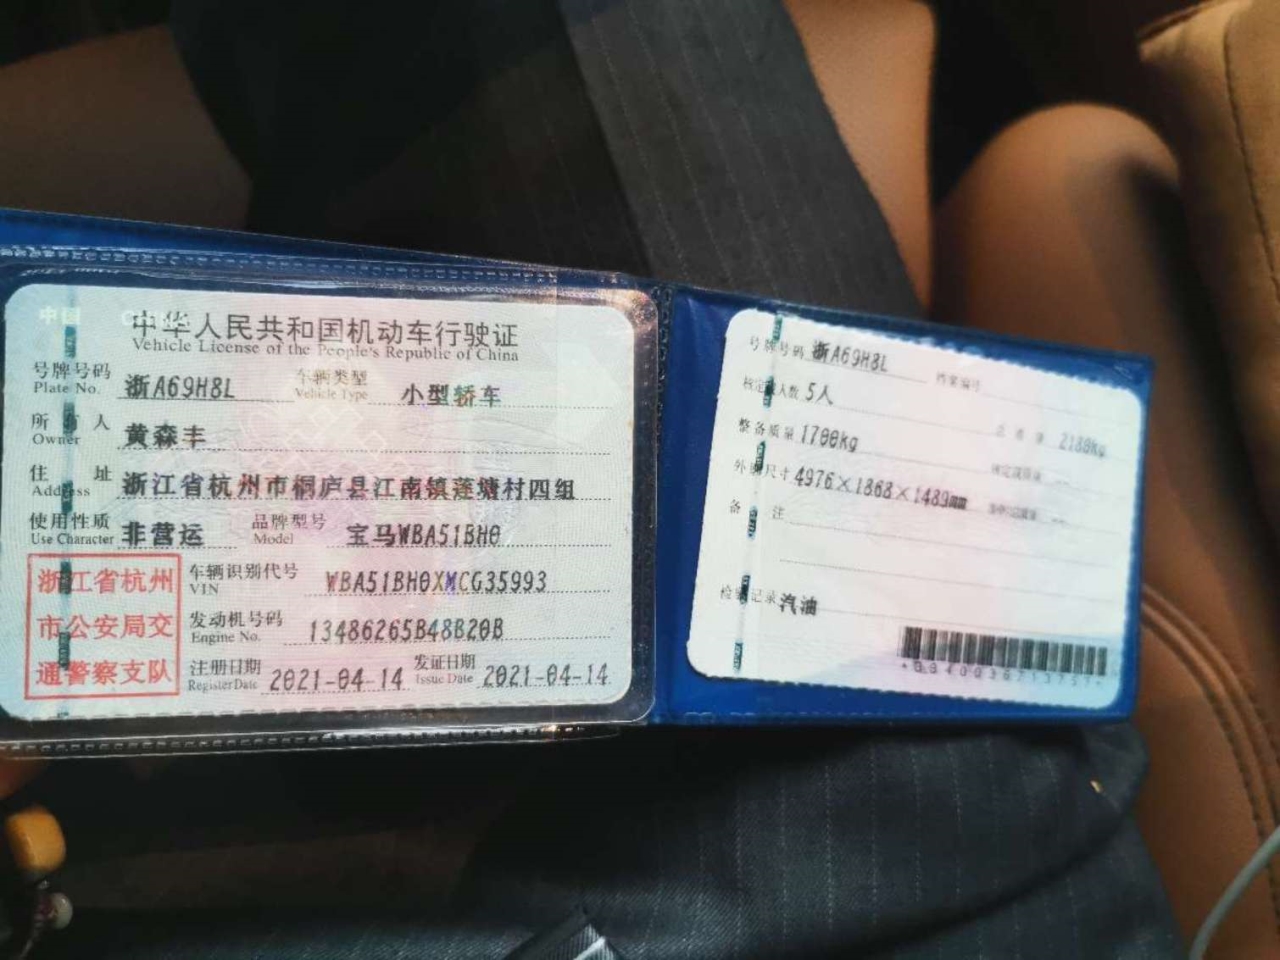 中华人民共和国机动车行驶证
Vehicle License of the People's Republic of China
号牌号码 浙A69H8L 车辆类型 小型轿车
Plate No. Vehicle Type
所有人 黄森丰
Owner
住址 浙江省杭州市桐庐县江南镇莲塘村四组
Address
使用性质 非营运 品牌型号 宝马WBA51BH0
Use Character Model
浙江省杭州
市公安局交
通警察支队
车辆识别代号 WBA51BH0XMCG35993
VIN
发动机号码 13486265B48B20B
Engine No.
注册日期 2021-04-14 发证日期 2021-04-14
Register Date Issue Date
号牌号码 浙A69H8L 档案编号
核定载人数 5人 总质量 2180kg
整备质量 1700kg
外廓尺寸 4976×1868×1489mm
备注
检验记录 汽油